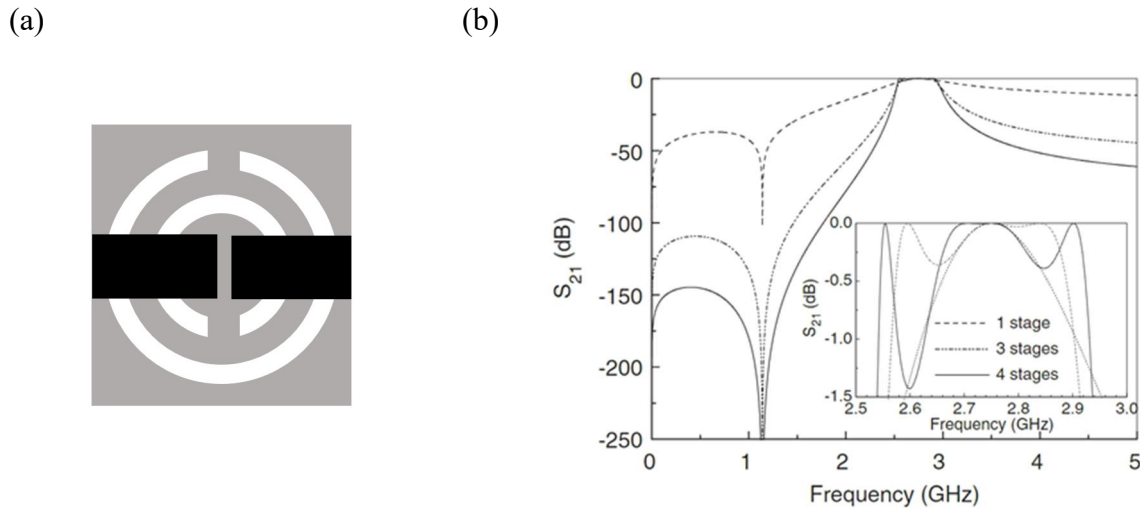 (a)
(b)
0
-50
-100
-150
-200
-250
S21 (dB)
0 1 2 3 4 5
Frequency (GHz)
0.0
-0.5
-1.0
-1.5
S21 (dB)
1 stage
3 stages
4 stages
2.5 2.6 2.7 2.8 2.9 3.0
Frequency (GHz)